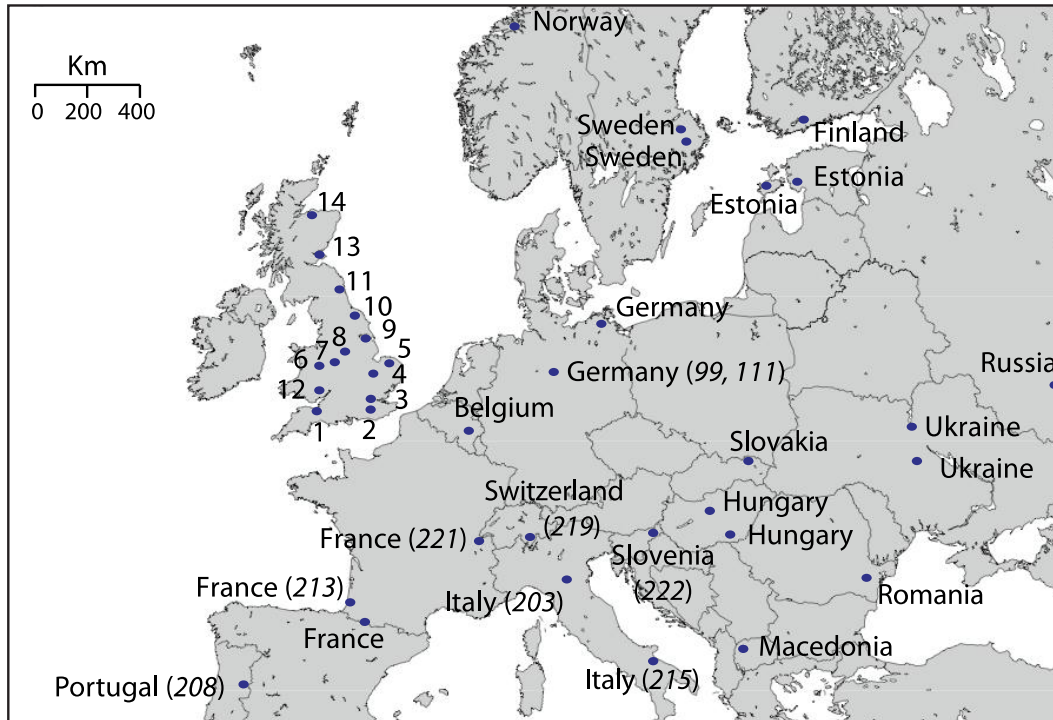 Norway
Km
0 200 400
Sweden
Sweden
Finland
Estonia
Estonia
14
13
11
10
9
8
7
6
5
4
12
3
1
2
Germany
Germany (99, 111)
Russia
Belgium
Ukraine
Ukraine
Slovakia
Switzerland
(219)
Hungary
Hungary
France (221)
Slovenia
(222)
France (213)
Italy (203)
Romania
France
Macedonia
Portugal (208)
Italy (215)